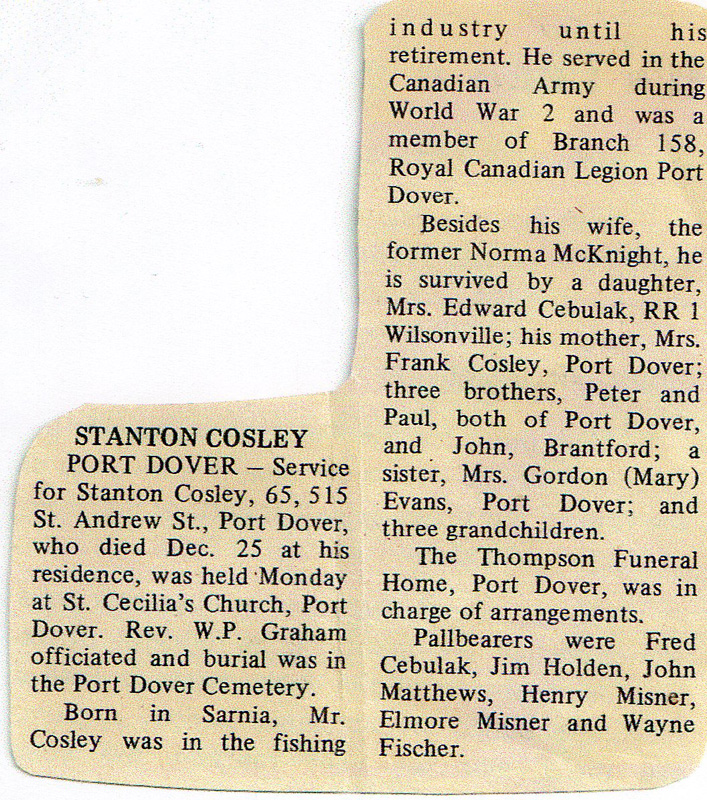 STANTON COSLEY
PORT DOVER — Service
for Stanton Cosley, 65, 515
St. Andrew St., Port Dover,
who died Dec. 25 at his
residence, was held Monday
at St. Cecilia's Church, Port
Dover. Rev. W.P. Graham
officiated and burial was in
the Port Dover Cemetery.
Born in Sarnia, Mr.
Cosley was in the fishing
industry until his
retirement. He served in the
Canadian Army during
World War 2 and was a
member of Branch 158,
Royal Canadian Legion Port
Dover.
Besides his wife, the
former Norma McKnight, he
is survived by a daughter,
Mrs. Edward Cebulak, RR 1
Wilsonville; his mother, Mrs.
Frank Cosley, Port Dover;
three brothers, Peter and
Paul, both of Port Dover,
and John, Brantford; a
sister, Mrs. Gordon (Mary)
Evans, Port Dover; and
three grandchildren.
The Thompson Funeral
Home, Port Dover, was in
charge of arrangements.
Pallbearers were Fred
Cebulak, Jim Holden, John
Matthews, Henry Misner,
Elmore Misner and Wayne
Fischer.